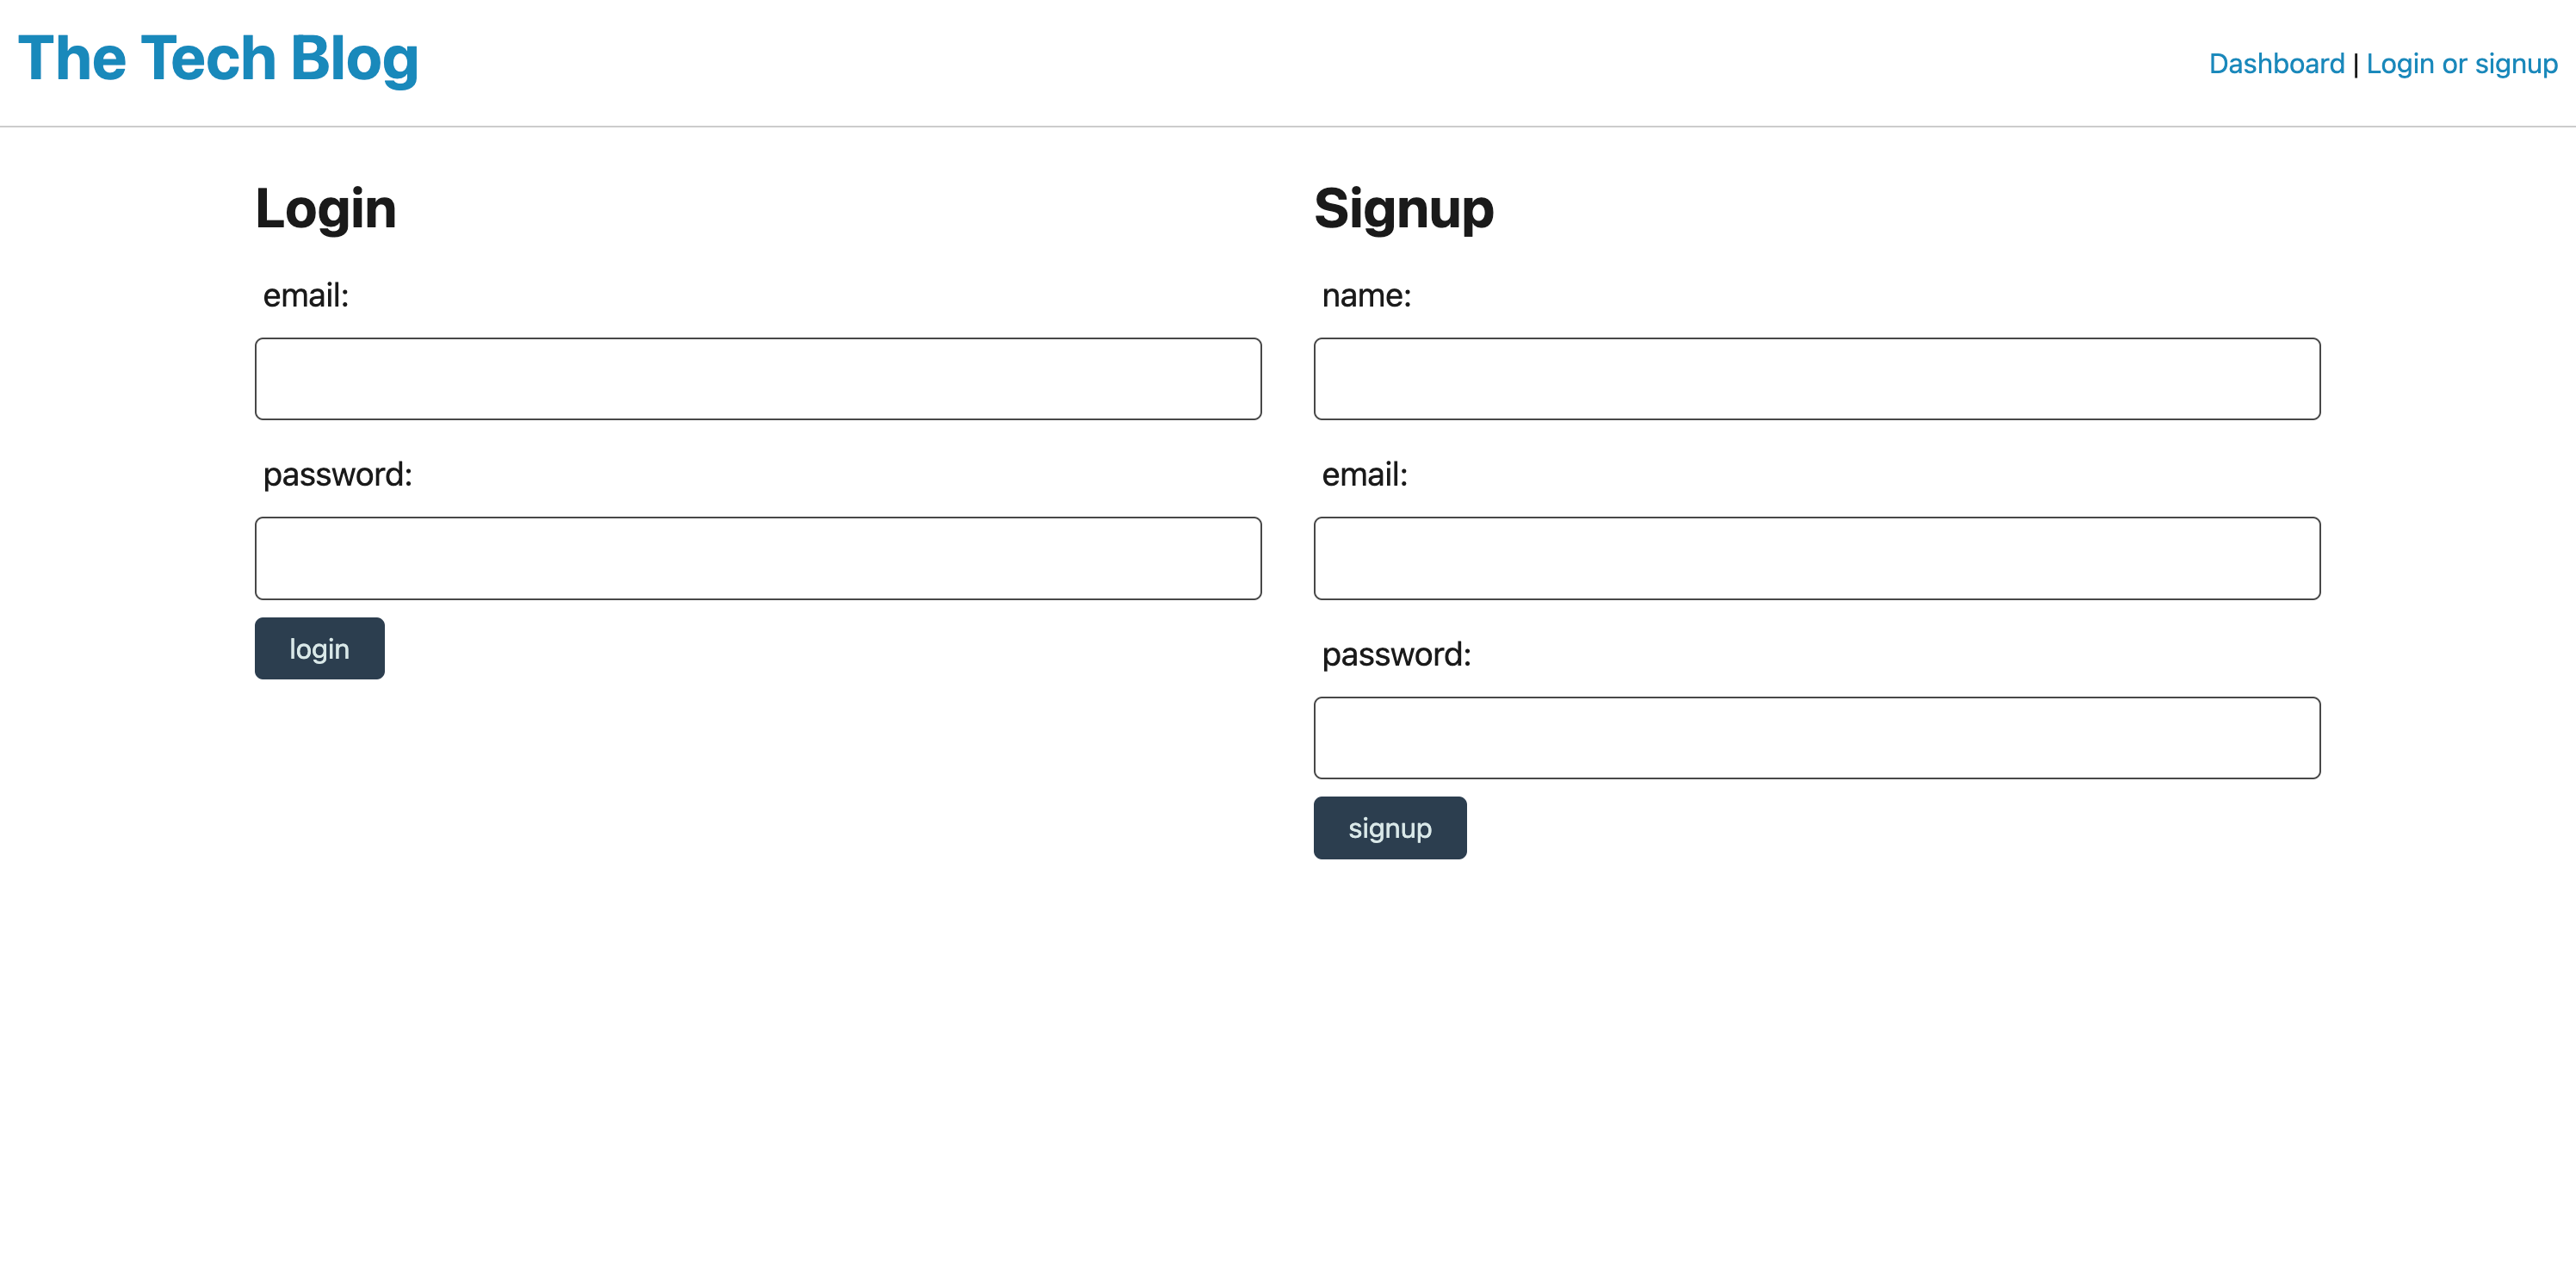 The Tech Blog
Dashboard | Login or signup
Login
email:
password:
login
Signup
name:
email:
password:
signup